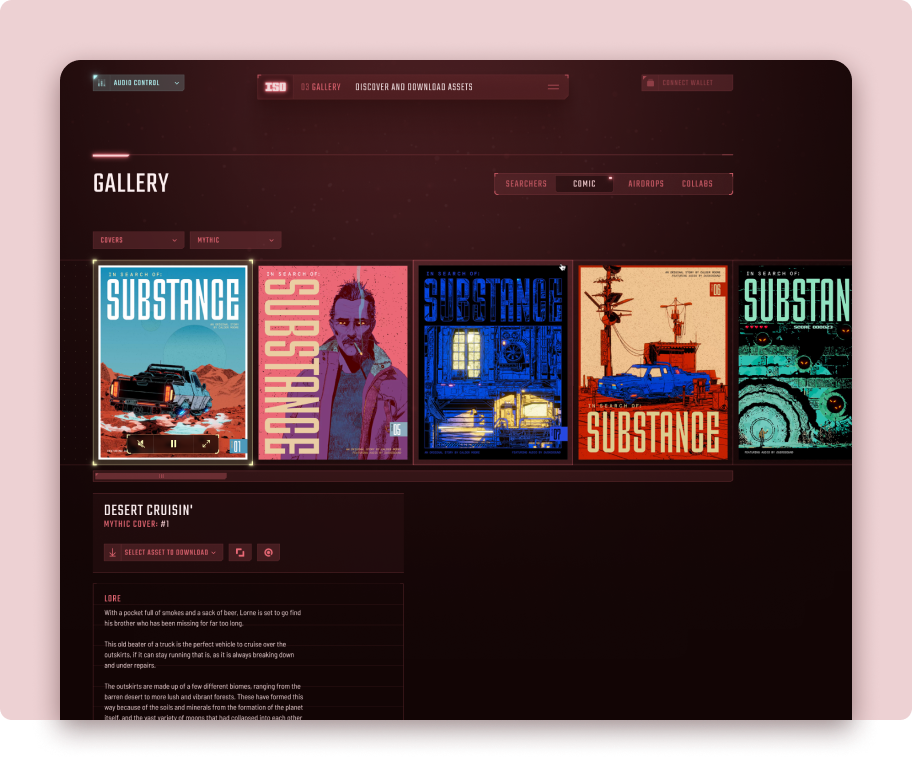 AUDIO CONTROL
ISO
03 GALLERY
DISCOVER AND DOWNLOAD ASSETS
CONNECT WALLET
GALLERY
SEARCHERS
COMIC
AIRDROPS
COLLABS
COVERS
MYTHIC
IN SEARCH OF:
SUBSTANCE
01
IN SEARCH OF:
SUBSTANCE
05
IN SEARCH OF:
SUBSTANCE
AN ORIGINAL STORY BY CALDER MOORE
06
IN SEARCH OF:
SUBSTANCE
IN SEARCH OF:
SUBSTAN
SCORE 000023
DESERT CRUISIN'
MYTHIC COVER: #1
SELECT ASSET TO DOWNLOAD
LORE
With a pocket full of smokes and a sack of beer, Lorne is set to go find
his brother who has been missing for far too long.
This old beater of a truck is the perfect vehicle to cruise over the
outskirts, if it can stay running that is, as it is always breaking down
and under repairs.
The outskirts are made up of a few different biomes, ranging from the
barren desert to more lush and vibrant forests. These have formed this
way because of the soils and minerals from the formation of the planet
itself, and the vast variety of moons that had collapsed into each other